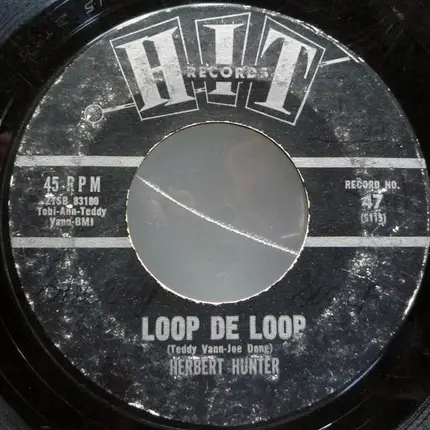 HIT
RECORDS
45-RPM
ZTSB 83180
Tobi-Ann-Teddy
Vann-BMI
RECORD NO.
47
(S115)
LOOP DE LOOP
(Teddy Vann-Joe Dong)
HERBERT HUNTER